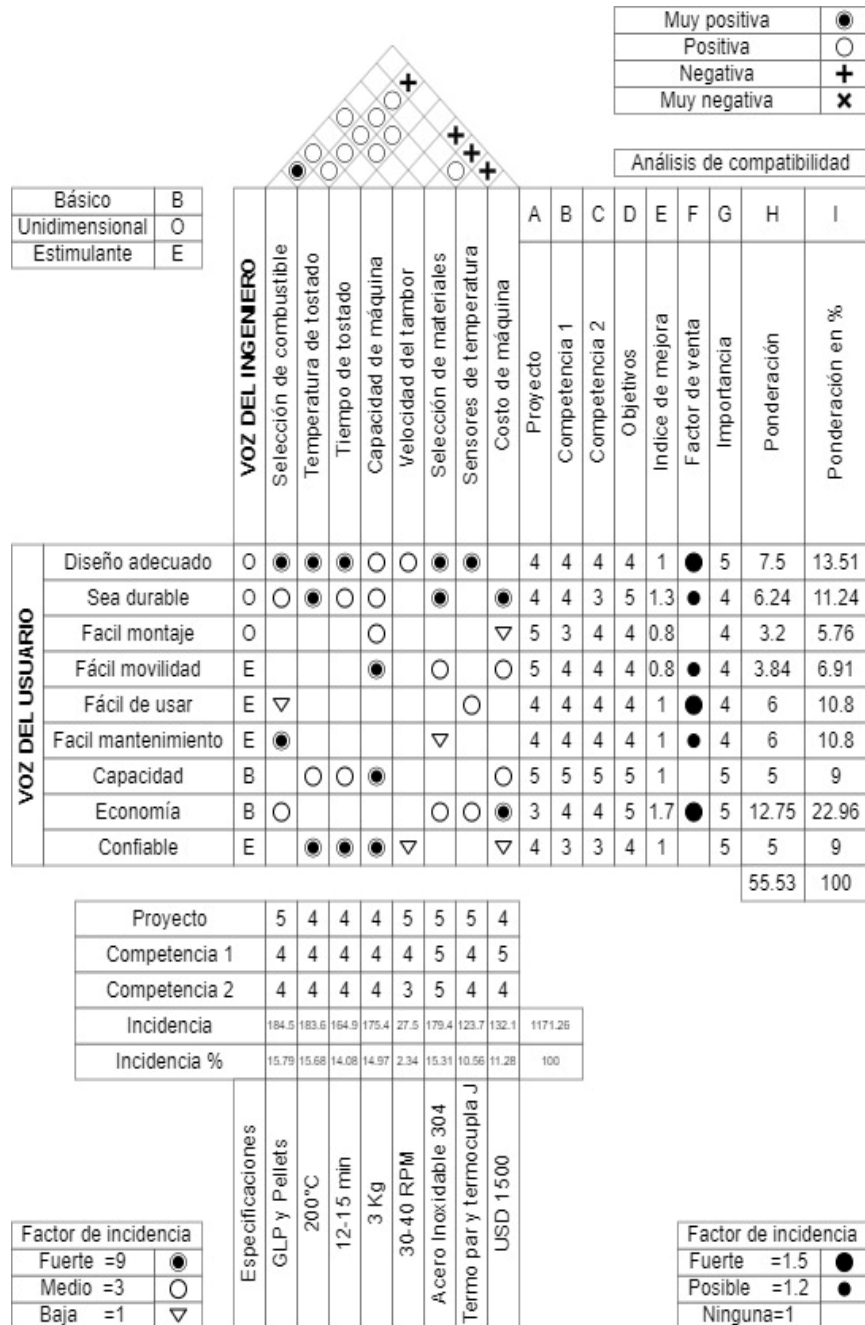 Muy positiva ◉
Positiva ○
Negativa +
Muy negativa ×
Análisis de compatibilidad
Básico B
Unidimensional O
Estimulante E
VOZ DEL INGENIERO
Selección de combustible
Temperatura de tostado
Tiempo de tostado
Capacidad de máquina
Velocidad del tambor
Selección de materiales
Sensores de temperatura
Costo de máquina
A B C D E F G H I
Proyecto
Competencia 1
Competencia 2
Objetivos
Indice de mejora
Factor de venta
Importancia
Ponderación
Ponderación en %
VOZ DEL USUARIO
Diseño adecuado O ◉ ◉ ◉ ○ ○ ◉ ◉ 4 4 4 4 1 ● 5 7.5 13.51
Sea durable O ○ ◉ ○ ○ ◉ ◉ 4 4 3 5 1.3 ● 4 6.24 11.24
Facil montaje O ○ ▽ 5 3 4 4 0.8 4 3.2 5.76
Fácil movilidad E ◉ ○ ○ 5 4 4 4 0.8 ● 4 3.84 6.91
Fácil de usar E ▽ ○ 4 4 4 4 1 ● 4 6 10.8
Facil mantenimiento E ◉ ▽ 4 4 4 4 1 ● 4 6 10.8
Capacidad B ○ ○ ◉ ○ 5 5 5 5 1 5 5 9
Economía B ○ ○ ○ ◉ 3 4 4 5 1.7 ● 5 12.75 22.96
Confiable E ◉ ◉ ◉ ▽ ▽ 4 3 3 4 1 5 5 9
55.53 100
Proyecto 5 4 4 4 5 5 5 4
Competencia 1 4 4 4 4 4 5 4 5
Competencia 2 4 4 4 4 3 5 4 4
Incidencia 184.5 183.6 164.9 175.4 27.5 179.4 123.7 132.1 1171.26
Incidencia % 15.79 15.68 14.08 14.97 2.34 15.31 10.56 11.28 100
Especificaciones
GLP y Pellets
200°C
12-15 min
3 Kg
30-40 RPM
Acero Inoxidable 304
Termo par y termocupla J
USD 1500
Factor de incidencia
Fuerte =9 ◉
Medio =3 ○
Baja =1 ▽
Factor de incidencia
Fuerte =1.5 ●
Posible =1.2 ●
Ninguna=1